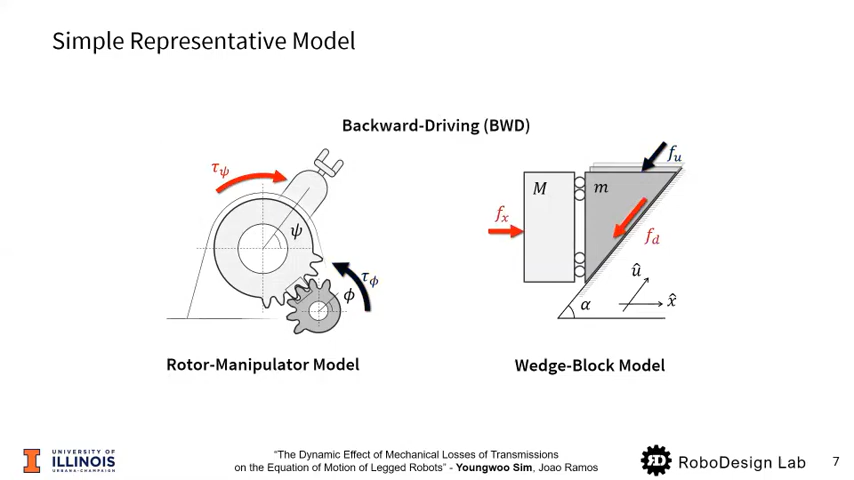 Simple Representative Model
Backward-Driving (BWD)
τψ
ψ
τϕ
ϕ
M
m
fu
fx
fd
û
x̂
α
Rotor-Manipulator Model
Wedge-Block Model
I
UNIVERSITY OF
ILLINOIS
URBANA-CHAMPAIGN
“The Dynamic Effect of Mechanical Losses of Transmissions
on the Equation of Motion of Legged Robots” - Youngwoo Sim, Joao Ramos
RoboDesign Lab
7